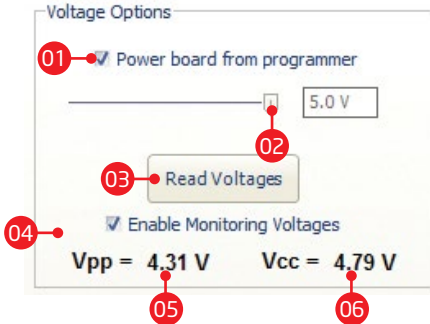 Voltage Options
01 Power board from programmer
5.0 V
02
03 Read Voltages
04 Enable Monitoring Voltages
Vpp = 4.31 V Vcc = 4.79 V
05 06